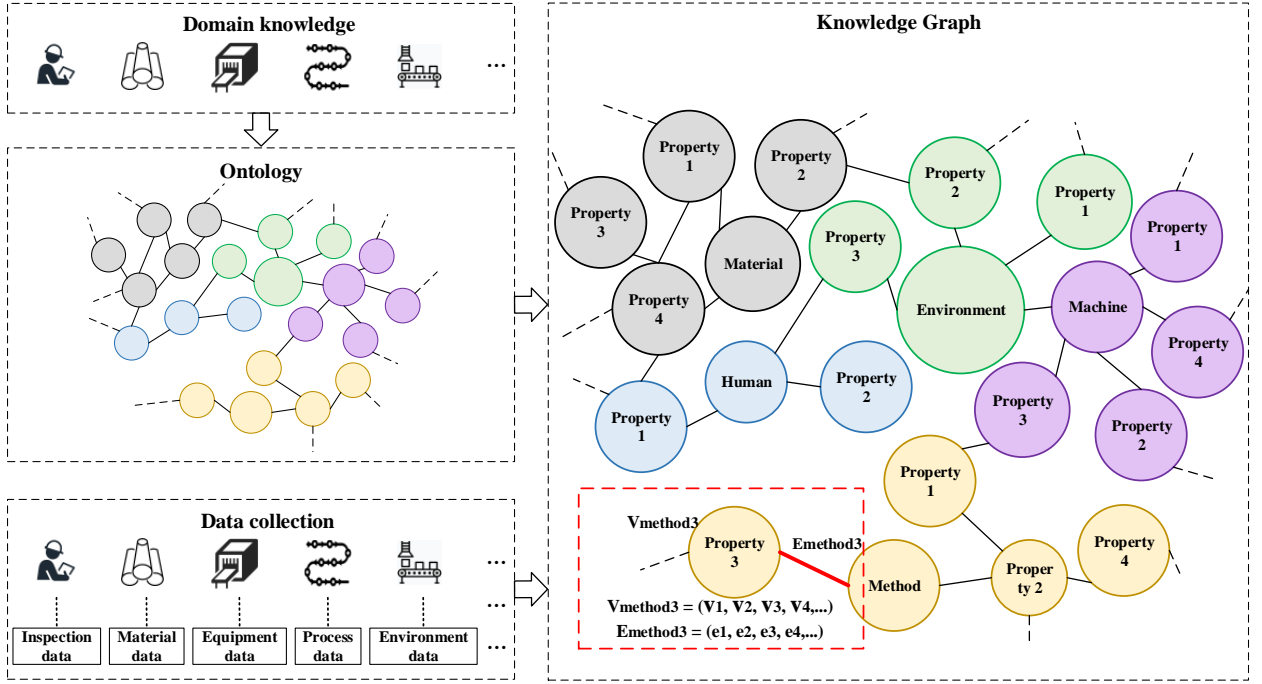 Domain knowledge
...
Ontology
Data collection
...
...
Inspection
data
Material
data
Equipment
data
Process
data
Environment
data
...
Knowledge Graph
Property
1
Property
2
Property
3
Property
4
Material
Property
2
Property
1
Property
3
Environment
Property
1
Machine
Property
4
Property
3
Property
2
Human
Property
2
Property
1
Property
1
Vmethod3
Property
3
Emethod3
Method
Proper
ty 2
Property
4
Vmethod3 = (V1, V2, V3, V4,...)
Emethod3 = (e1, e2, e3, e4,...)